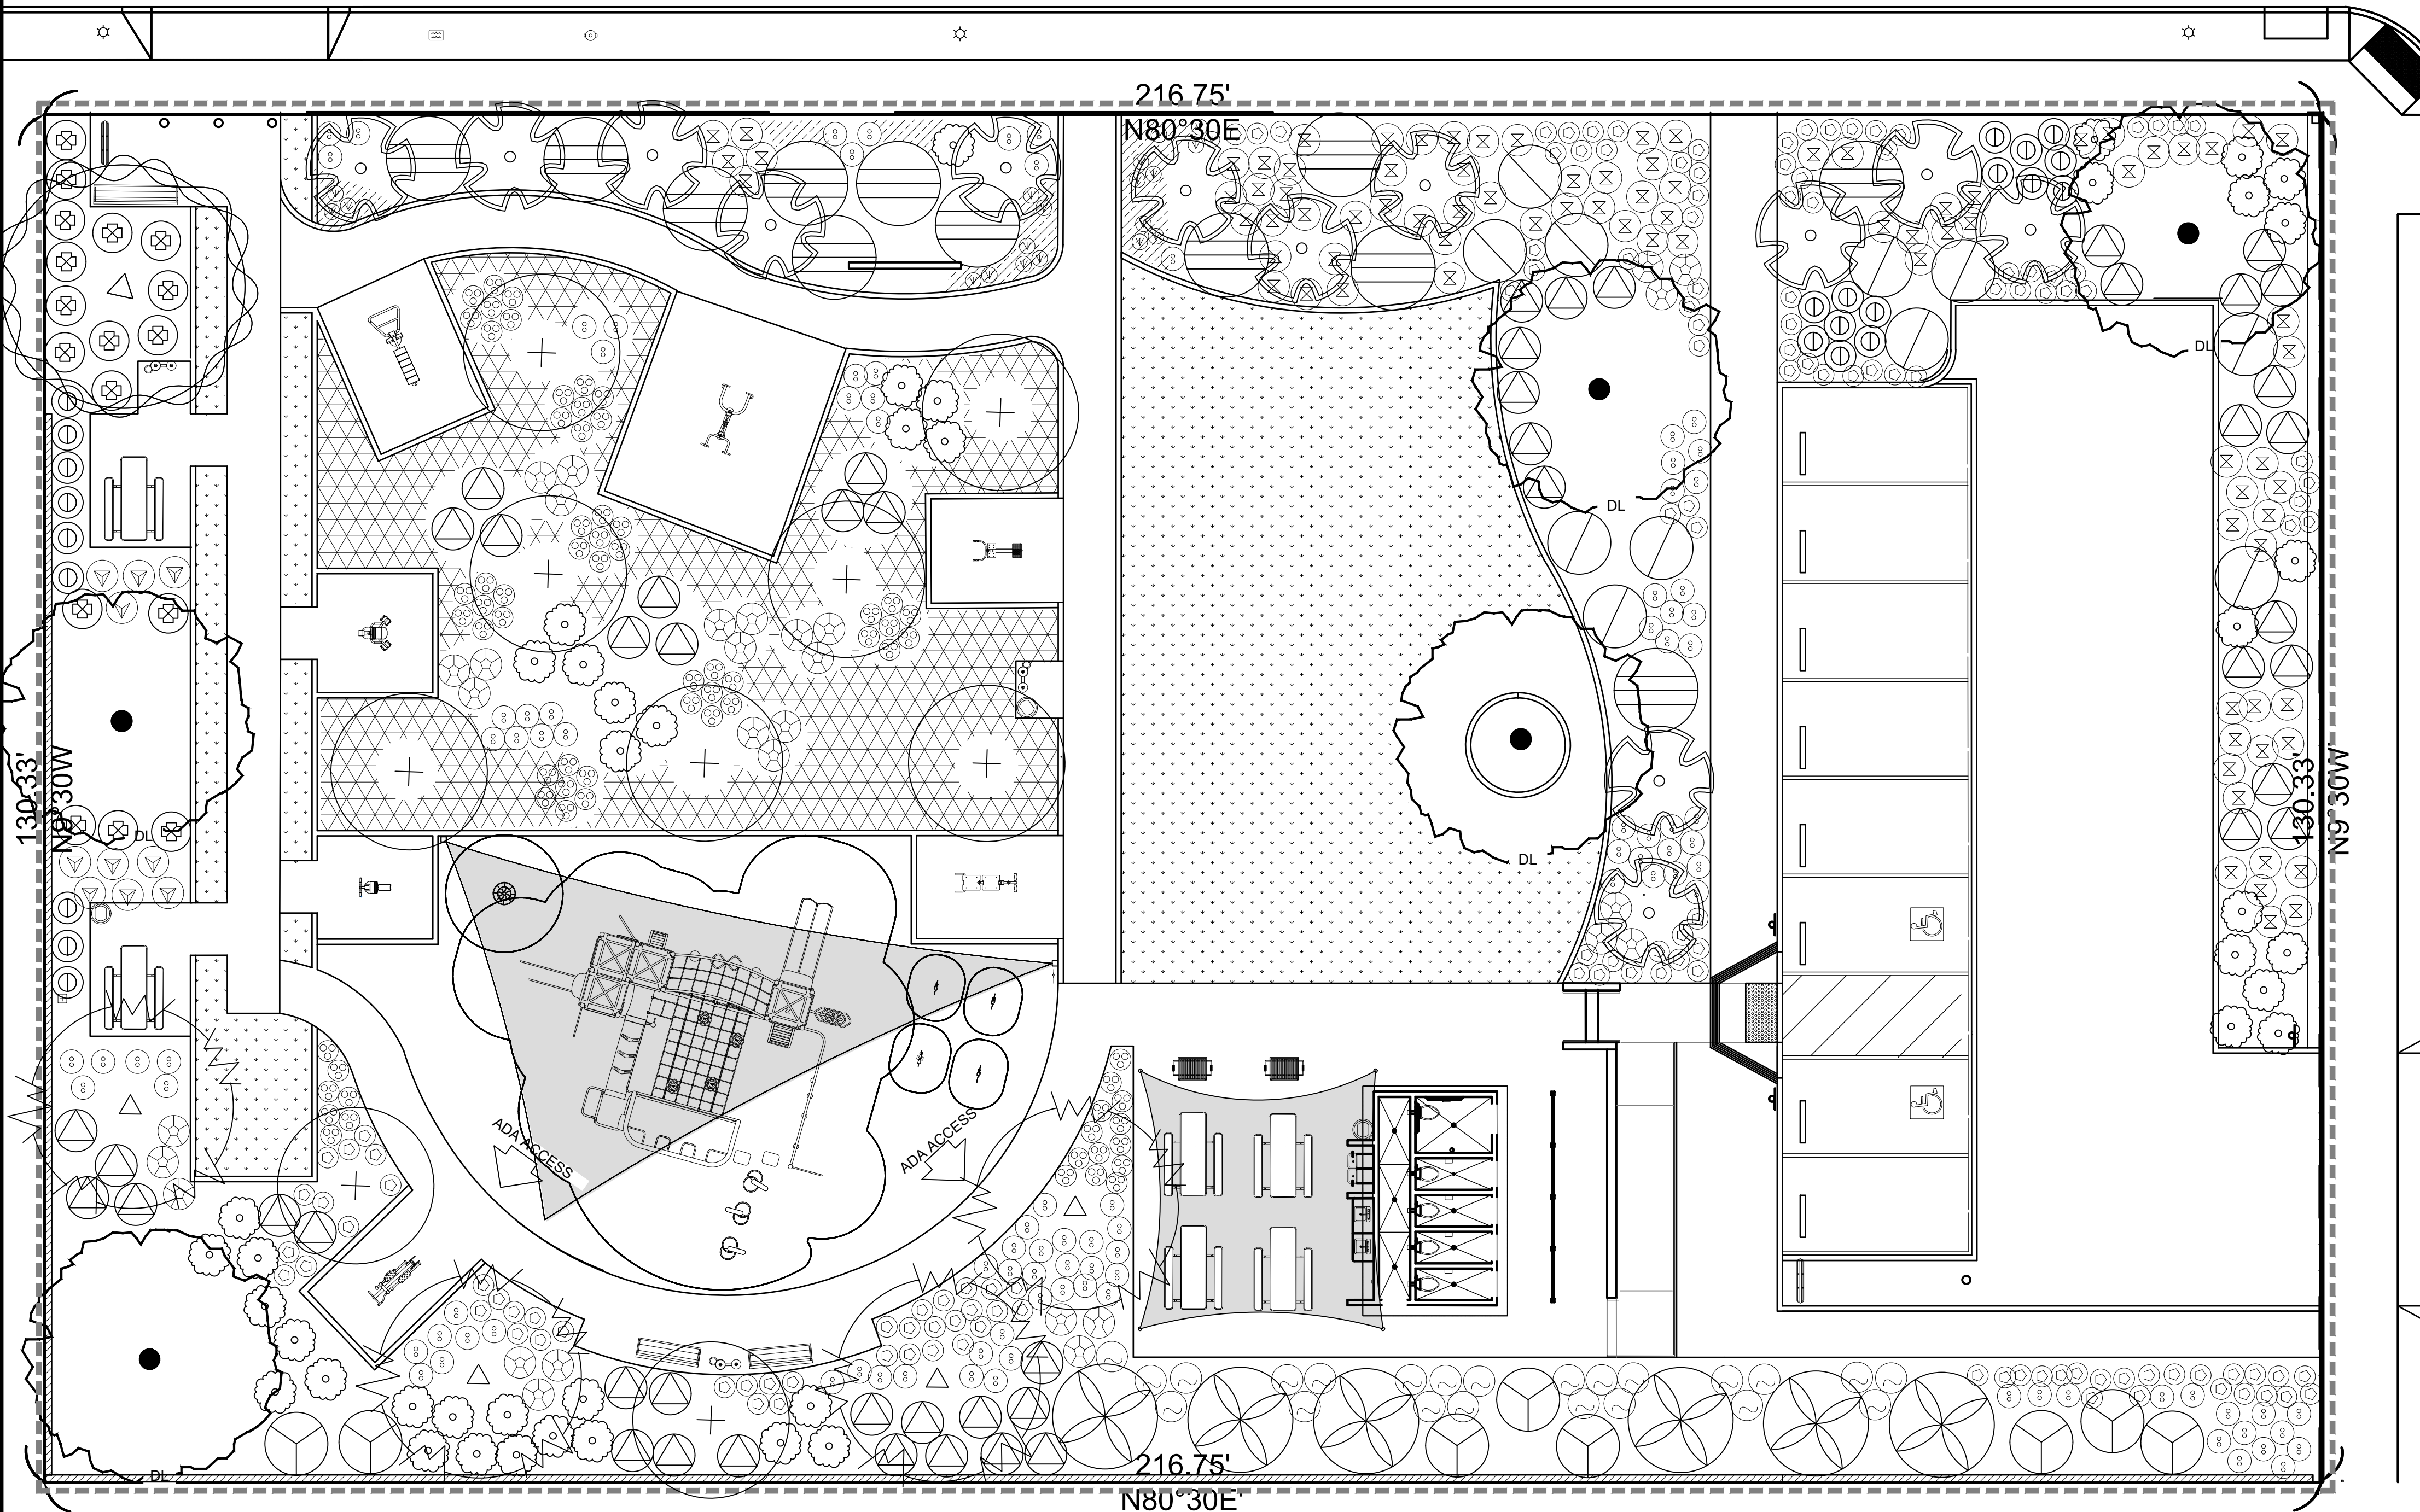 216.75'
N80°30E
DL
DL
130.33'
N9°30W
130.33'
N9°30W'
DL
DL
ADA ACCESS
ADA ACCESS
216.75'
N80°30E'
DL